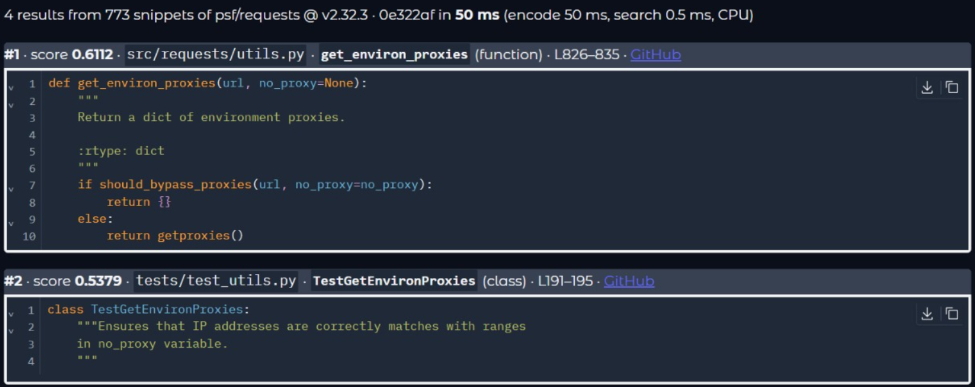 4 results from 773 snippets of psf/requests @ v2.32.3 · 0e322af in 50 ms (encode 50 ms, search 0.5 ms, CPU)
#1 · score 0.6112 · src/requests/utils.py · get_environ_proxies (function) · L826–835 · GitHub
1 def get_environ_proxies(url, no_proxy=None):
2     """
3     Return a dict of environment proxies.
4
5     :rtype: dict
6     """
7     if should_bypass_proxies(url, no_proxy=no_proxy):
8         return {}
9     else:
10         return getproxies()
#2 · score 0.5379 · tests/test_utils.py · TestGetEnvironProxies (class) · L191–195 · GitHub
1 class TestGetEnvironProxies:
2     """Ensures that IP addresses are correctly matches with ranges
3     in no_proxy variable.
4     """